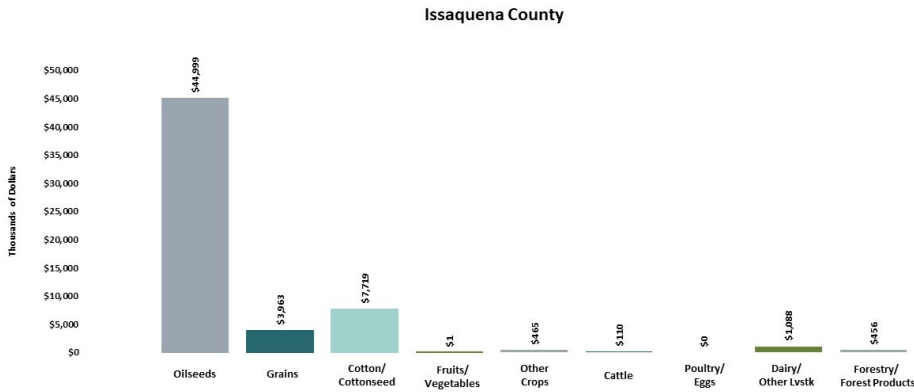 Issaquena County
Thousands of Dollars
$50,000
$45,000
$40,000
$35,000
$30,000
$25,000
$20,000
$15,000
$10,000
$5,000
$0
$44,999
$3,963
$7,719
$1
$465
$110
$0
$1,088
$456
Oilseeds
Grains
Cotton/
Cottonseed
Fruits/
Vegetables
Other
Crops
Cattle
Poultry/
Eggs
Dairy/
Other Lvstk
Forestry/
Forest Products